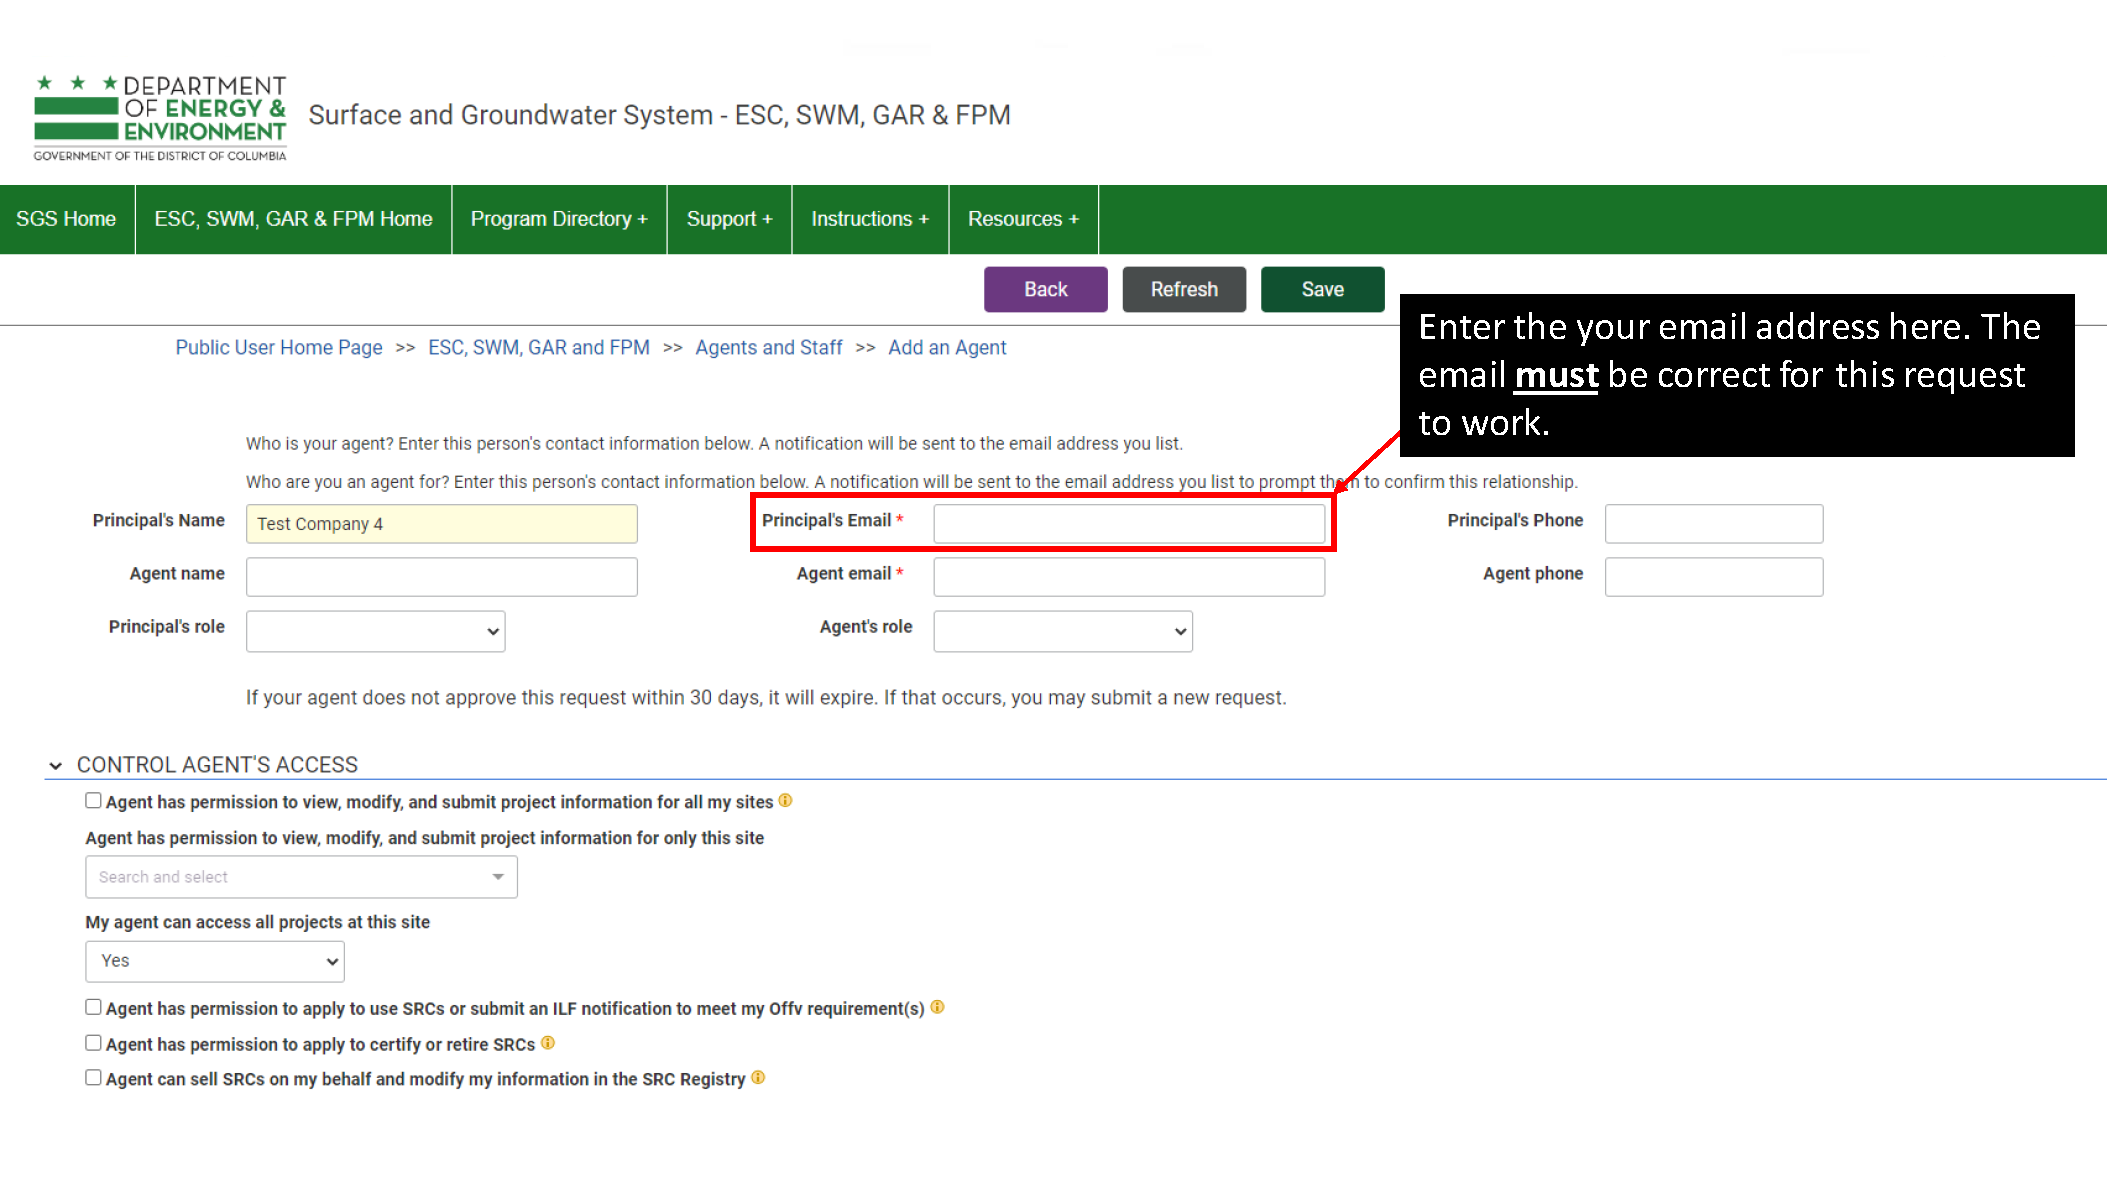 DEPARTMENT
OF ENERGY &
ENVIRONMENT
GOVERNMENT OF THE DISTRICT OF COLUMBIA
Surface and Groundwater System - ESC, SWM, GAR & FPM
SGS Home ESC, SWM, GAR & FPM Home Program Directory + Support + Instructions + Resources +
Back Refresh Save
Enter the your email address here. The
email must be correct for this request
to work.
Public User Home Page >> ESC, SWM, GAR and FPM >> Agents and Staff >> Add an Agent
Who is your agent? Enter this person's contact information below. A notification will be sent to the email address you list.
Who are you an agent for? Enter this person's contact information below. A notification will be sent to the email address you list to prompt them to confirm this relationship.
Principal's Name Test Company 4 Principal's Email * Principal's Phone
Agent name Agent email * Agent phone
Principal's role Agent's role
If your agent does not approve this request within 30 days, it will expire. If that occurs, you may submit a new request.
CONTROL AGENT'S ACCESS
Agent has permission to view, modify, and submit project information for all my sites
Agent has permission to view, modify, and submit project information for only this site
Search and select
My agent can access all projects at this site
Yes
Agent has permission to apply to use SRCs or submit an ILF notification to meet my Offv requirement(s)
Agent has permission to apply to certify or retire SRCs
Agent can sell SRCs on my behalf and modify my information in the SRC Registry